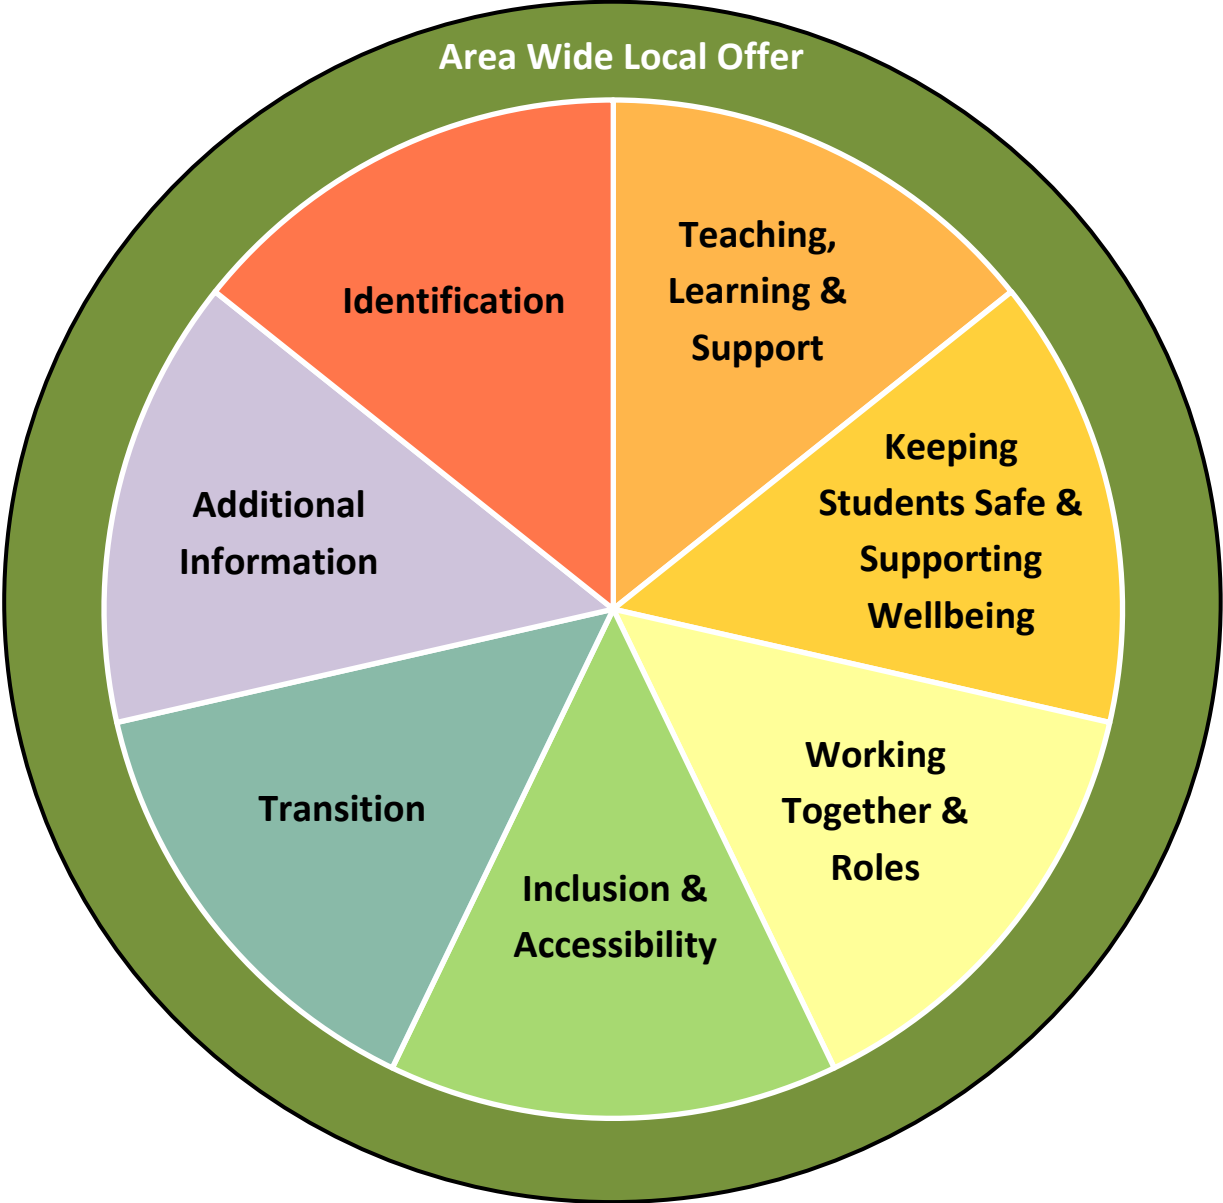 Area Wide Local Offer
Identification
Teaching,
Learning &
Support
Keeping
Students Safe &
Supporting
Wellbeing
Working
Together &
Roles
Inclusion &
Accessibility
Transition
Additional
Information